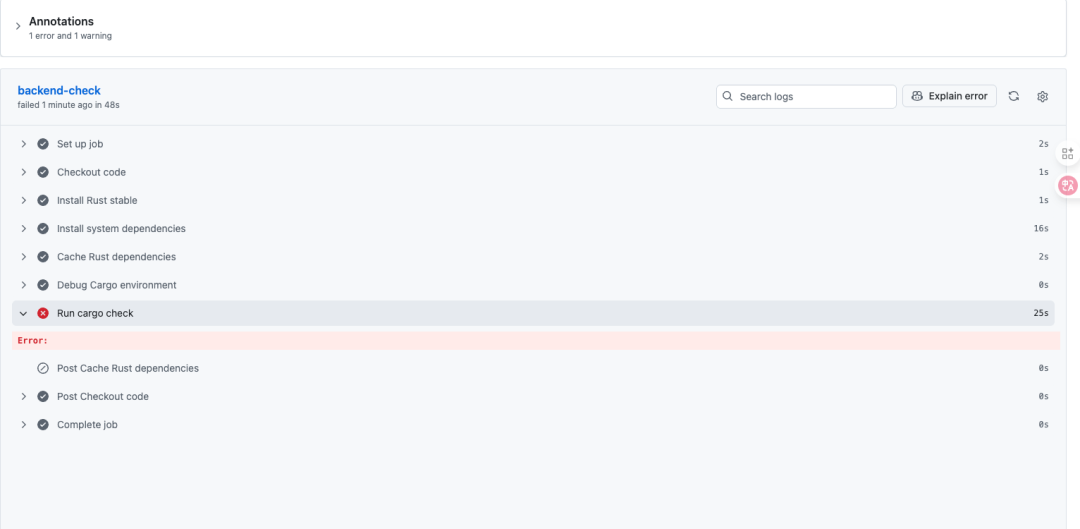 Annotations
1 error and 1 warning
backend-check
failed 1 minute ago in 48s
Search logs
Explain error
Set up job 2s
Checkout code 1s
Install Rust stable 1s
Install system dependencies 16s
Cache Rust dependencies 2s
Debug Cargo environment 0s
Run cargo check 25s
Error:
Post Cache Rust dependencies 0s
Post Checkout code 0s
Complete job 0s